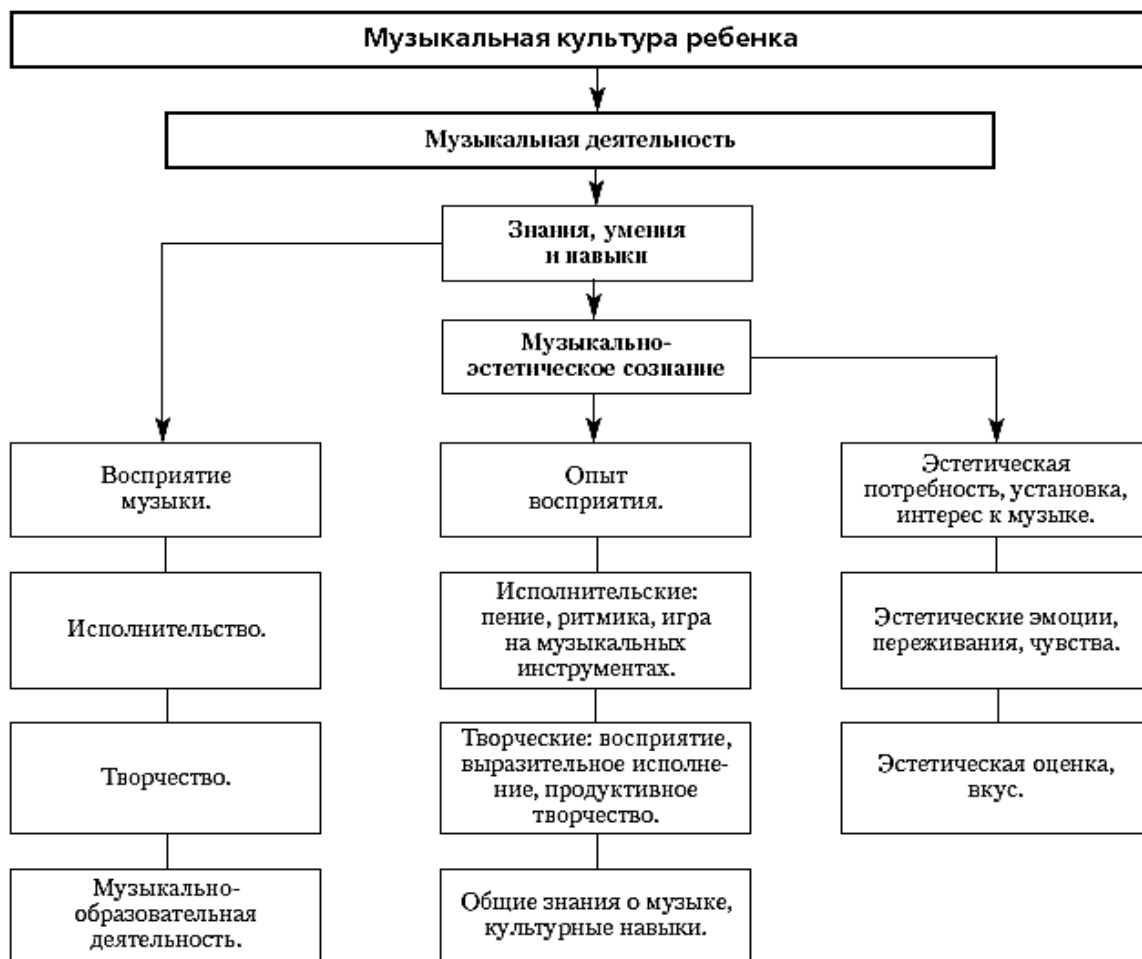 Музыкальная культура ребенка
Музыкальная деятельность
Знания, умения
и навыки
Музыкально-
эстетическое сознание
Восприятие
музыки.
Опыт
восприятия.
Эстетическая
потребность, установка,
интерес к музыке.
Исполнительство.
Исполнительские:
пение, ритмика, игра
на музыкальных
инструментах.
Эстетические эмоции,
переживания, чувства.
Творчество.
Творческие: восприятие,
выразительное исполне-
ние, продуктивное
творчество.
Эстетическая оценка,
вкус.
Музыкально-
образовательная
деятельность.
Общие знания о музыке,
культурные навыки.